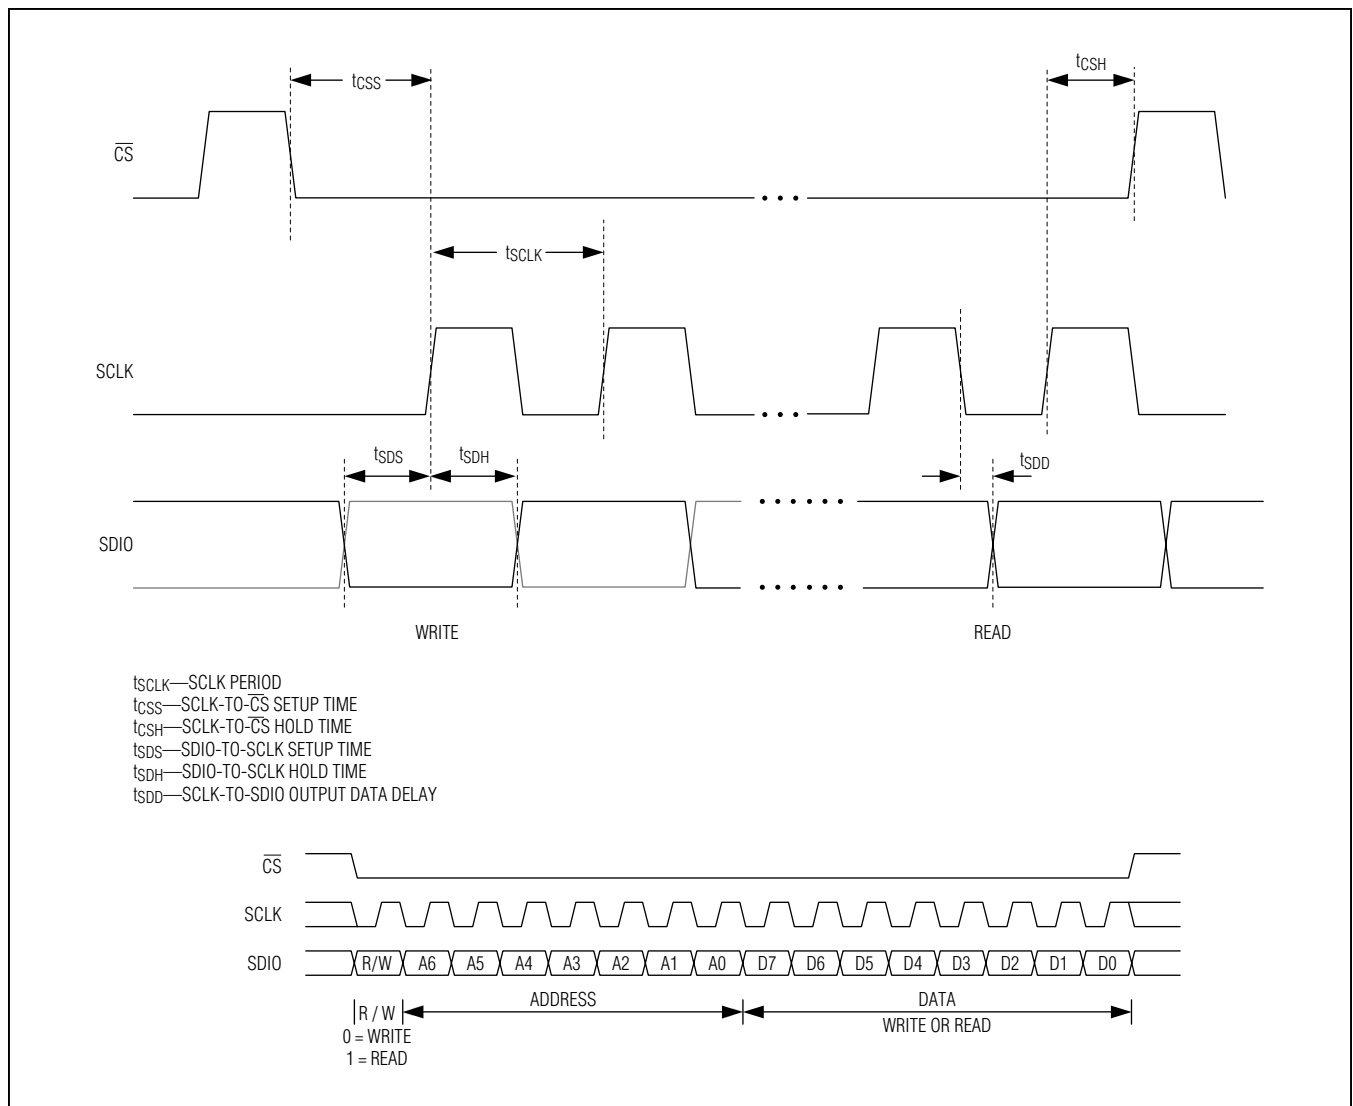 tCSS
tCSH
CS
tSCLK
SCLK
tSDS tSDH tSDD
SDIO
WRITE READ
tSCLK—SCLK PERIOD
tCSS—SCLK-TO-CS SETUP TIME
tCSH—SCLK-TO-CS HOLD TIME
tSDS—SDIO-TO-SCLK SETUP TIME
tSDH—SDIO-TO-SCLK HOLD TIME
tSDD—SCLK-TO-SDIO OUTPUT DATA DELAY
CS
SCLK
SDIO R/W A6 A5 A4 A3 A2 A1 A0 D7 D6 D5 D4 D3 D2 D1 D0
R / W ADDRESS DATA
0 = WRITE WRITE OR READ
1 = READ